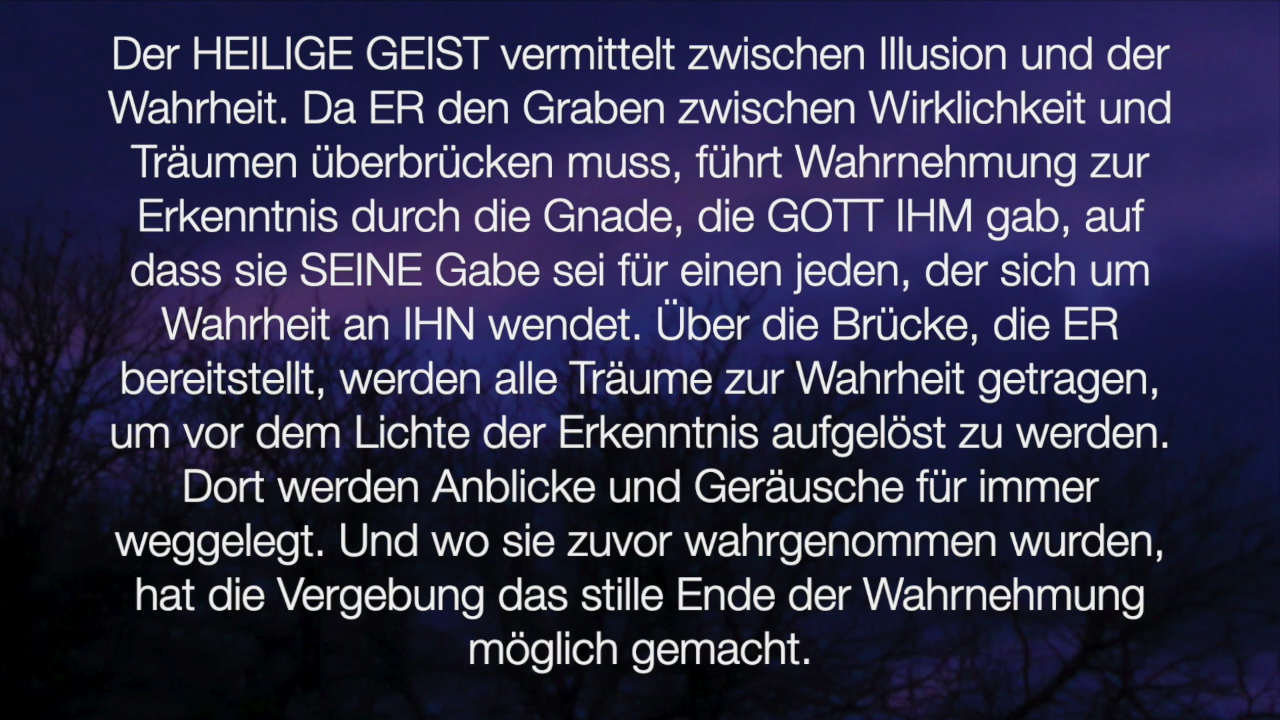 Der HEILIGE GEIST vermittelt zwischen Illusion und der
Wahrheit. Da ER den Graben zwischen Wirklichkeit und
Träumen überbrücken muss, führt Wahrnehmung zur
Erkenntnis durch die Gnade, die GOTT IHM gab, auf
dass sie SEINE Gabe sei für einen jeden, der sich um
Wahrheit an IHN wendet. Über die Brücke, die ER
bereitstellt, werden alle Träume zur Wahrheit getragen,
um vor dem Lichte der Erkenntnis aufgelöst zu werden.
Dort werden Anblicke und Geräusche für immer
weggelegt. Und wo sie zuvor wahrgenommen wurden,
hat die Vergebung das stille Ende der Wahrnehmung
möglich gemacht.